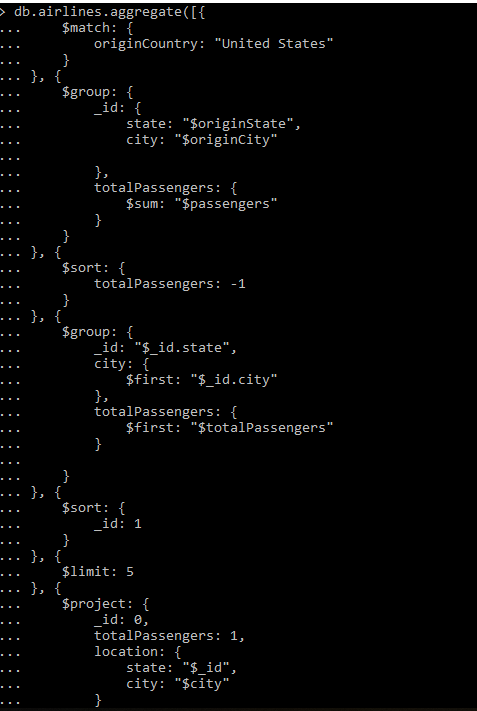 > db.airlines.aggregate([{
...     $match: {
...         originCountry: "United States"
...     }
... }, {
...     $group: {
...         _id: {
...             state: "$originState",
...             city: "$originCity"
...
...         },
...         totalPassengers: {
...             $sum: "$passengers"
...         }
...     }
... }, {
...     $sort: {
...         totalPassengers: -1
...     }
... }, {
...     $group: {
...         _id: "$_id.state",
...         city: {
...             $first: "$_id.city"
...         },
...         totalPassengers: {
...             $first: "$totalPassengers"
...         }
...
...     }
... }, {
...     $sort: {
...         _id: 1
...     }
... }, {
...     $limit: 5
... }, {
...     $project: {
...         _id: 0,
...         totalPassengers: 1,
...         location: {
...             state: "$_id",
...             city: "$city"
...         }